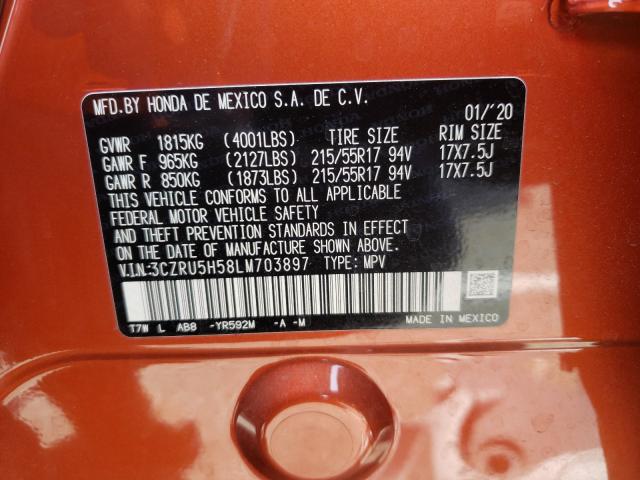 MFD.BY HONDA DE MEXICO S.A. DE C.V. 01/'20
GVWR 1815KG (4001LBS) TIRE SIZE RIM SIZE
GAWR F 965KG (2127LBS) 215/55R17 94V 17X7.5J
GAWR R 850KG (1873LBS) 215/55R17 94V 17X7.5J
THIS VEHICLE CONFORMS TO ALL APPLICABLE
FEDERAL MOTOR VEHICLE SAFETY
AND THEFT PREVENTION STANDARDS IN EFFECT
ON THE DATE OF MANUFACTURE SHOWN ABOVE.
V.I.N:3CZRU5H58LM703897 TYPE: MPV
T7W L AB8 -YR592M -A -M MADE IN MEXICO